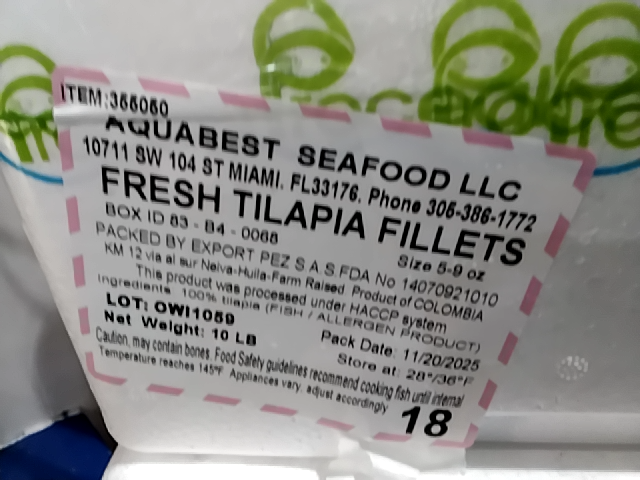 ITEM:355050
AQUABEST SEAFOOD LLC
10711 SW 104 ST MIAMI. FL33176. Phone 305-386-1772
FRESH TILAPIA FILLETS
Size 5-9 oz
BOX ID 83 - B4 - 0068
PACKED BY EXPORT PEZ S A S.FDA No 14070921010
KM 12 via al sur Neiva-Huila-Farm Raised Product of COLOMBIA
This product was processed under HACCP system
Ingredients 100% tilapia (FISH / ALLERGEN PRODUCT)
LOT: OWI1059
Pack Date: 11/20/2025
Net Weight: 10 LB
Store at: 28°/36°F
Caution, may contain bones. Food Safety guidelines recommend cooking fish until internal
Temperature reaches 145°F Appliances vary, adjust accordingly
18